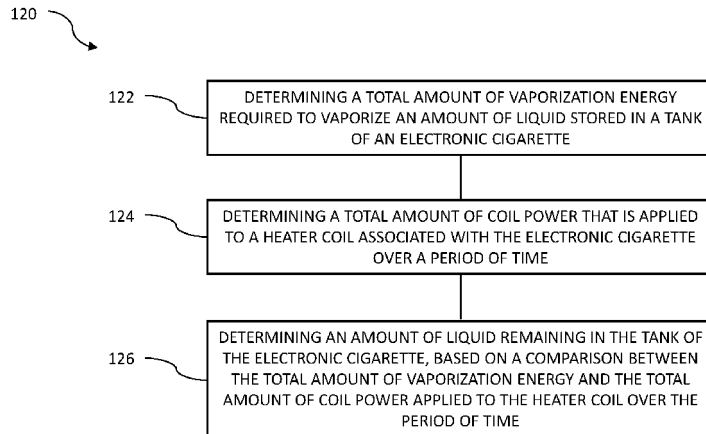 120
122
DETERMINING A TOTAL AMOUNT OF VAPORIZATION ENERGY
REQUIRED TO VAPORIZE AN AMOUNT OF LIQUID STORED IN A TANK
OF AN ELECTRONIC CIGARETTE
124
DETERMINING A TOTAL AMOUNT OF COIL POWER THAT IS APPLIED
TO A HEATER COIL ASSOCIATED WITH THE ELECTRONIC CIGARETTE
OVER A PERIOD OF TIME
126
DETERMINING AN AMOUNT OF LIQUID REMAINING IN THE TANK OF
THE ELECTRONIC CIGARETTE, BASED ON A COMPARISON BETWEEN
THE TOTAL AMOUNT OF VAPORIZATION ENERGY AND THE TOTAL
AMOUNT OF COIL POWER APPLIED TO THE HEATER COIL OVER THE
PERIOD OF TIME